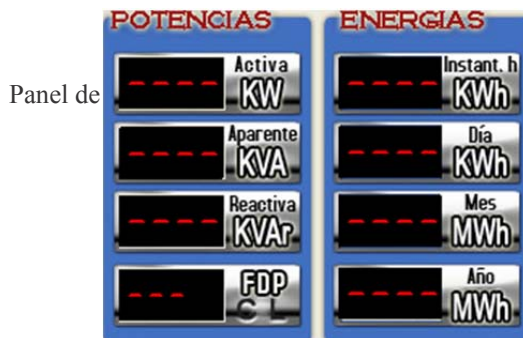 POTENCIAS
Activa
KW
Aparente
KVA
Reactiva
KVAr
FDP
C L
ENERGIAS
Instant. h
KWh
Día
KWh
Mes
MWh
Año
MWh
Panel de